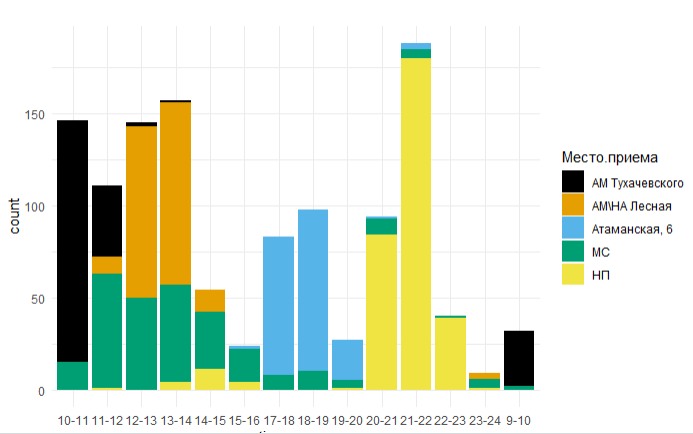 150
100
50
0
count
10-11 11-12 12-13 13-14 14-15 15-16 17-18 18-19 19-20 20-21 21-22 22-23 23-24 9-10
Место.приема
АМ Тухачевского
АМ\НА Лесная
Атаманская, 6
МС
НП